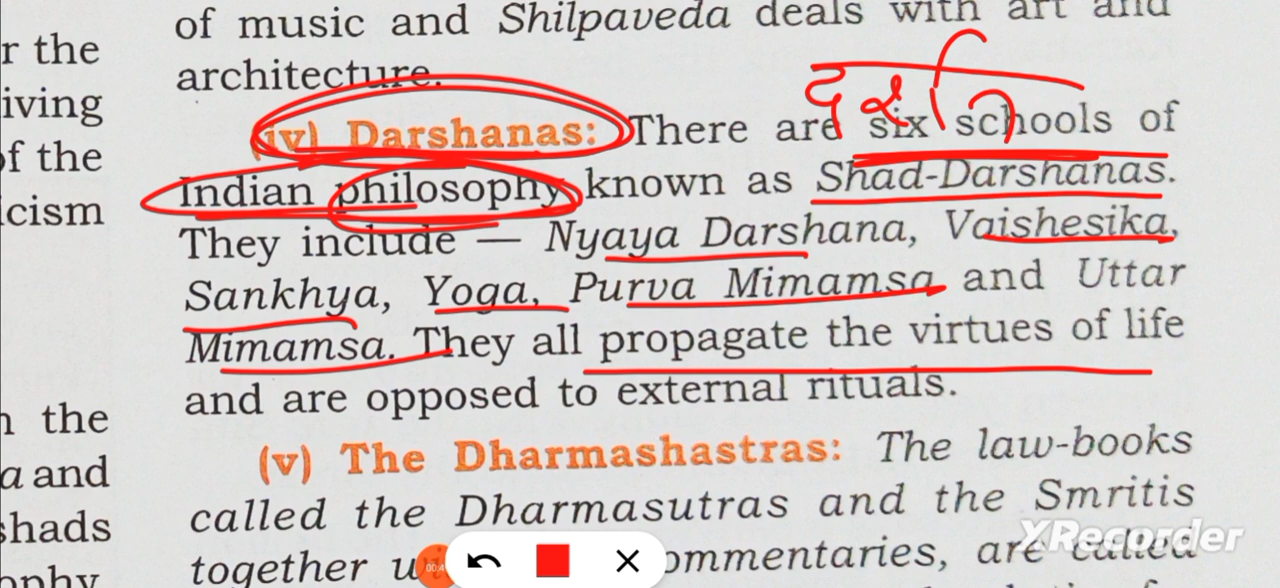 of music and Shilpaveda deals with art and
r the
architecture.
iving
(iv) Darshanas: There are six schools of
of the
Indian philosophy known as Shad-Darshanas.
icism
They include — Nyaya Darshana, Vaishesika,
Sankhya, Yoga, Purva Mimamsa and Uttar
Mimamsa. They all propagate the virtues of life
and are opposed to external rituals.
n the
(v) The Dharmashastras: The law-books
a and
called the Dharmasutras and the Smritis
shads
together ommentaries, are called
ophy
XRecorder